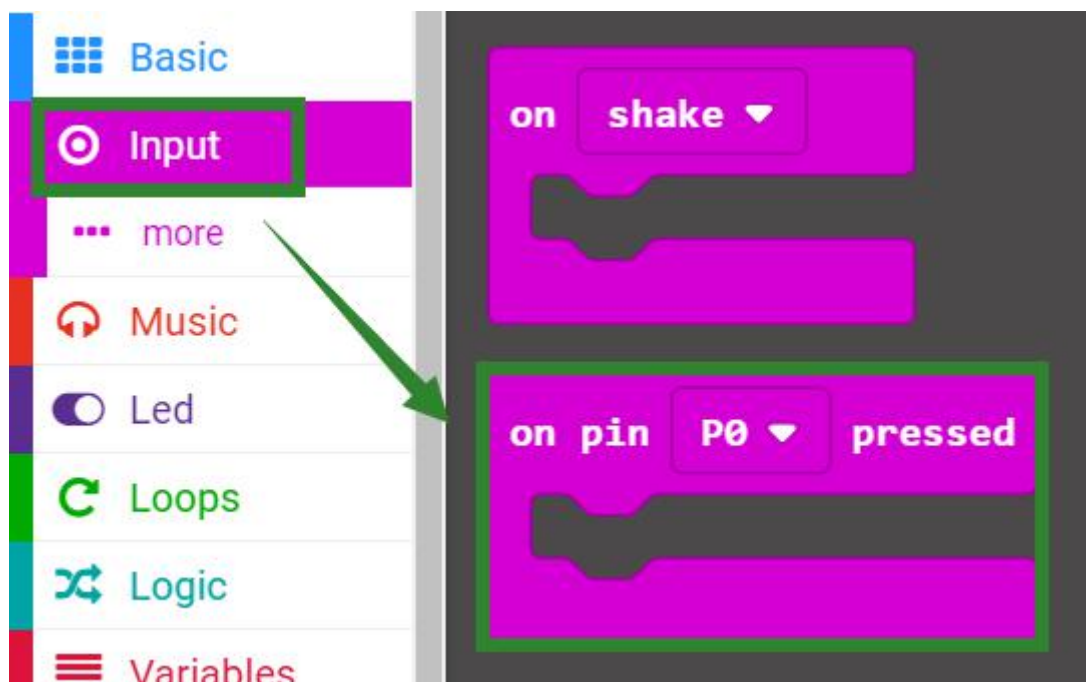 Basic
Input
more
Music
Led
Loops
Logic
Variables
on shake
on pin P0 pressed